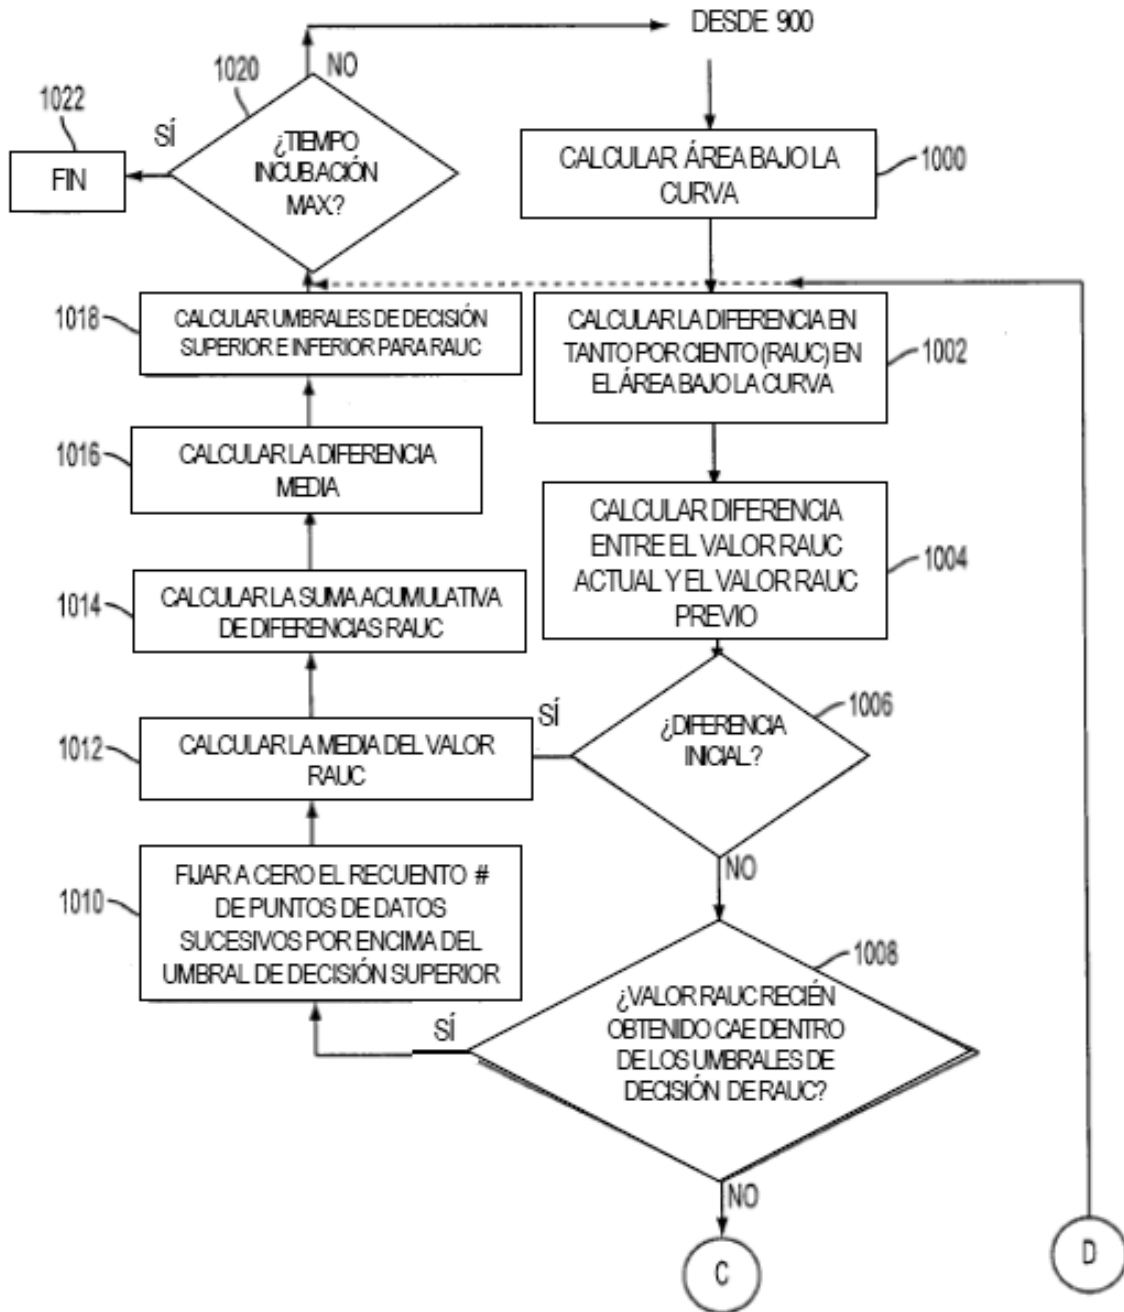 DESDE 900
NO
1020
1022
SÍ
¿TIEMPO
INCUBACIÓN
MAX?
FIN
CALCULAR ÁREA BAJO LA
CURVA
1000
1018
CALCULAR UMBRALES DE DECISIÓN
SUPERIOR E INFERIOR PARA RAUC
CALCULAR LA DIFERENCIA EN
TANTO POR CIENTO (RAUC) EN
EL ÁREA BAJO LA CURVA
1002
1016
CALCULAR LA DIFERENCIA
MEDIA
CALCULAR DIFERENCIA
ENTRE EL VALOR RAUC
ACTUAL Y EL VALOR RAUC
PREVIO
1004
1014
CALCULAR LA SUMA ACUMULATIVA
DE DIFERENCIAS RAUC
1012
CALCULAR LA MEDIA DEL VALOR
RAUC
SÍ
¿DIFERENCIA
INICIAL?
1006
NO
1010
FIJAR A CERO EL RECUENTO #
DE PUNTOS DE DATOS
SUCESIVOS POR ENCIMA DEL
UMBRAL DE DECISIÓN SUPERIOR
1008
SÍ
¿VALOR RAUC RECIÉN
OBTENIDO CAE DENTRO
DE LOS UMBRALES DE
DECISIÓN DE RAUC?
NO
C
D